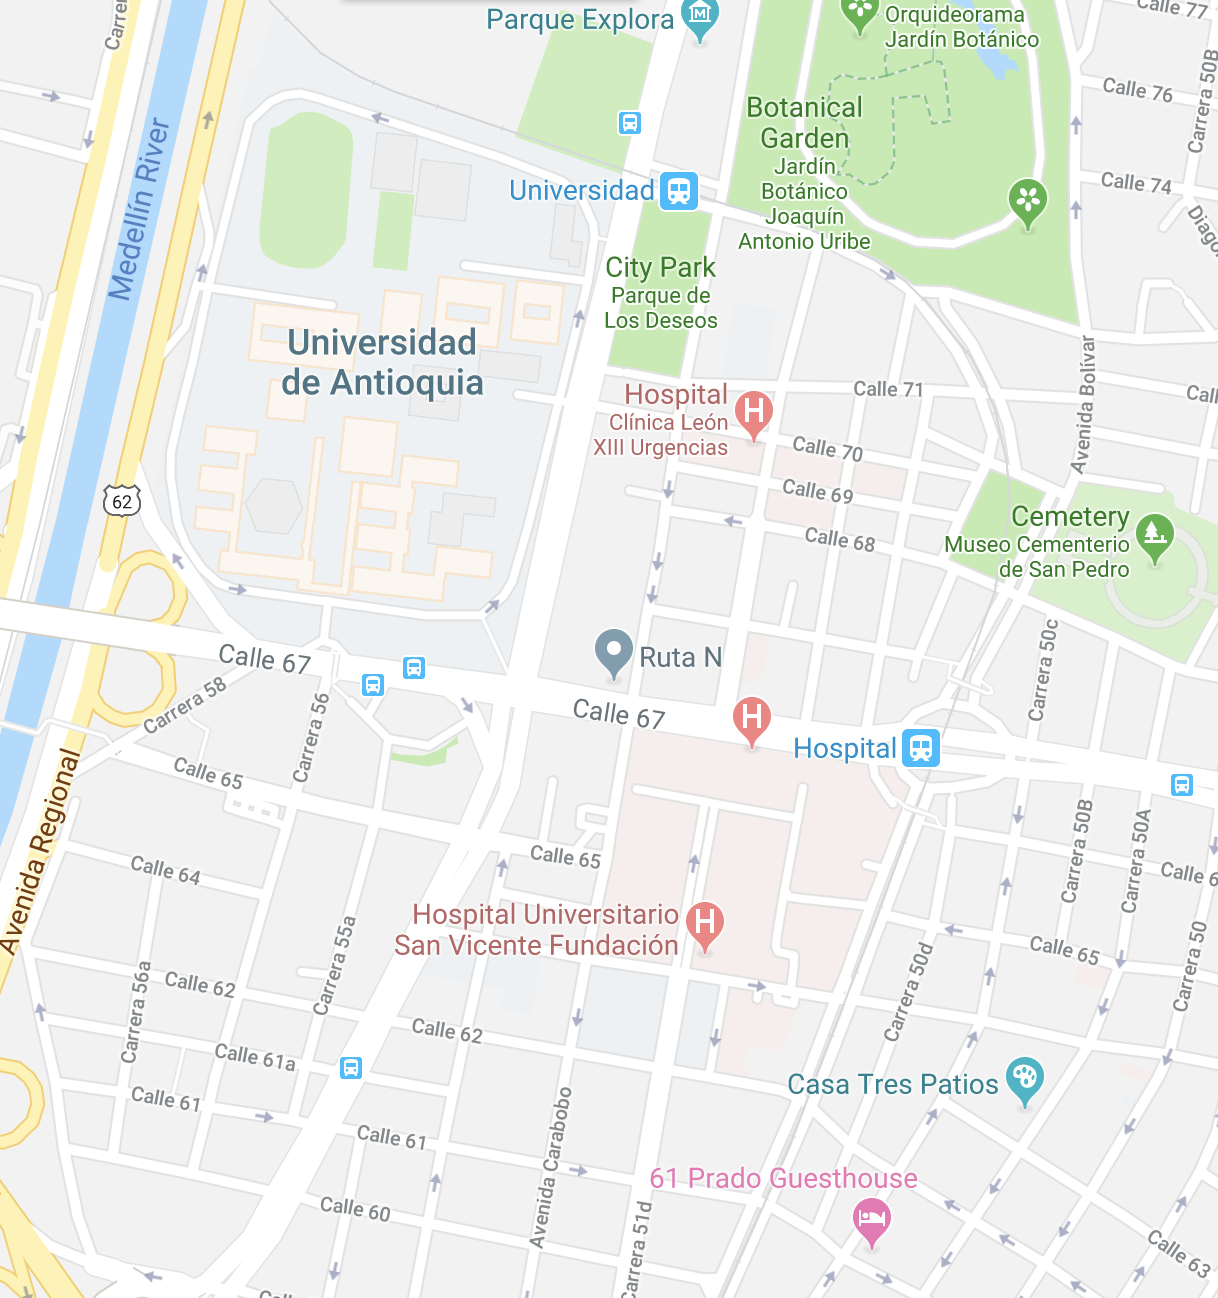 Parque Explora
Orquideorama
Jardín Botánico
Calle 77
Carrera 50B
Calle 76
Botanical
Garden
Jardín
Botánico
Joaquín
Antonio Uribe
Calle 74
Medellín River
Universidad
City Park
Parque de
Los Deseos
Universidad
de Antioquia
Avenida Bolívar
Hospital
Clínica León
XIII Urgencias
Calle 71
Calle 70
Calle 69
Calle 68
62
Cemetery
Museo Cementerio
de San Pedro
Carrera 50c
Calle 67
Ruta N
Calle 67
Carrera 58
Carrera 56
Hospital
Calle 65
Avenida Regional
Calle 64
Calle 65
Carrera 50B
Carrera 50A
Hospital Universitario
San Vicente Fundación
Carrera 55a
Calle 65
Carrera 50d
Carrera 50
Calle 62
Carrera 56a
Calle 62
Calle 61a
Calle 61
Casa Tres Patios
Calle 61
Avenida Carabobo
61 Prado Guesthouse
Calle 60
Carrera 51d
Calle 63